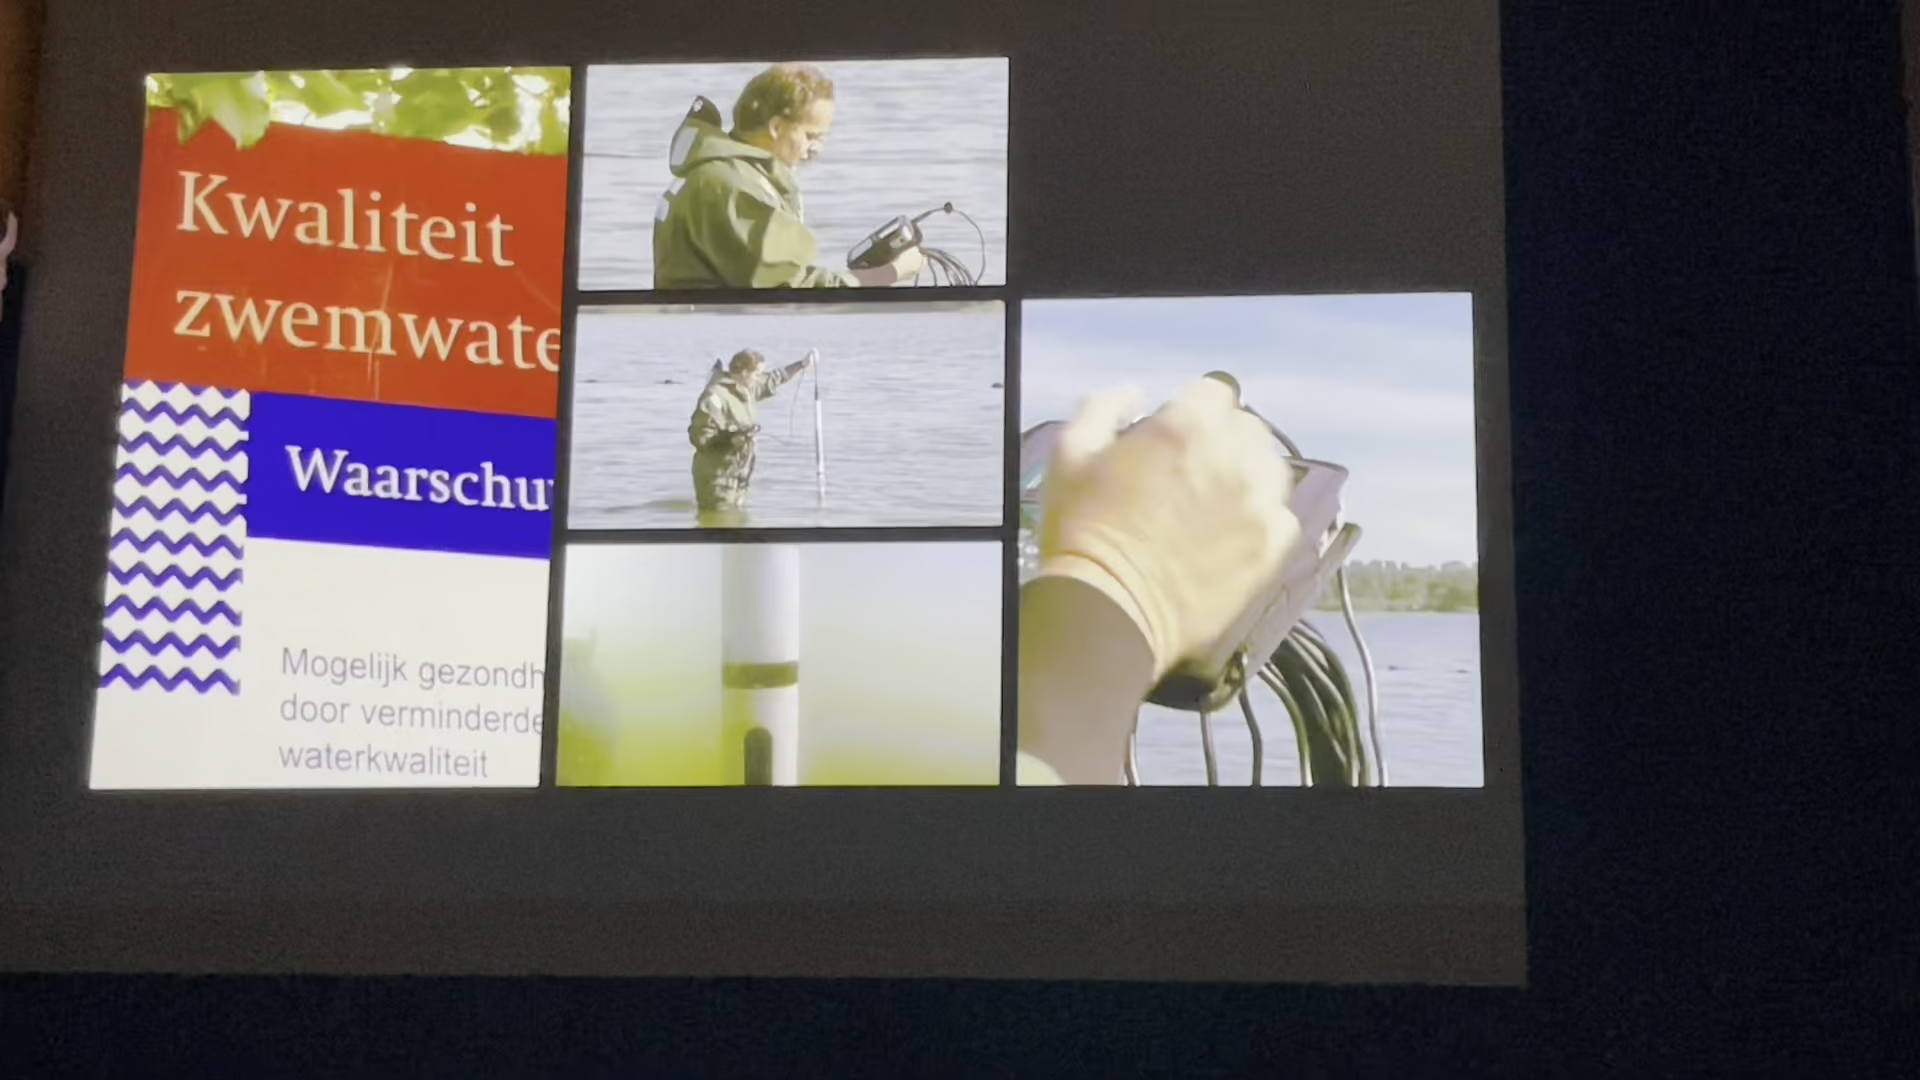 Kwaliteit
zwemwate
Waarschu
Mogelijk gezondh
door verminderde
waterkwaliteit